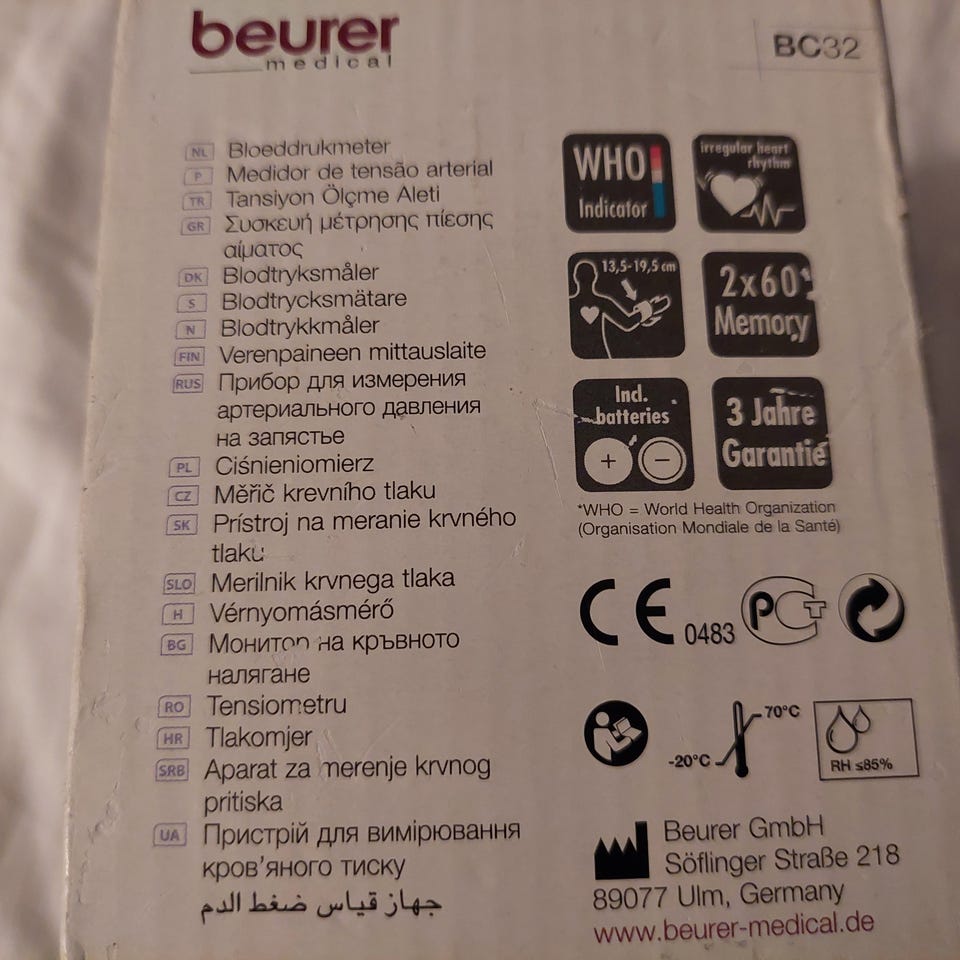 beurer
medical
BC32
NL Bloeddrukmeter
P Medidor de tensão arterial
TR Tansiyon Ölçme Aleti
GR Συσκευή μέτρησης πίεσης
αίματος
DK Blodtryksmåler
S Blodtrycksmätare
N Blodtrykkmåler
FIN Verenpaineen mittauslaite
RUS Прибор для измерения
артериального давления
на запястье
PL Ciśnieniomierz
CZ Měřič krevního tlaku
SK Prístroj na meranie krvného
tlaku
SLO Merilnik krvnega tlaka
H Vérnyomásmérő
BG Монитор на кръвното
налягане
RO Tensiometru
HR Tlakomjer
SRB Aparat za merenje krvnog
pritiska
UA Пристрій для вимірювання
кров’яного тиску
جهاز قياس ضغط الدم
WHO
Indicator
irregular heart
rhythm
13,5-19,5 cm
2x60
Memory
Incl.
batteries
+ −
3 Jahre
Garantie
*WHO = World Health Organization
(Organisation Mondiale de la Santé)
CE 0483
PCT
70°C
-20°C
RH ≤85%
Beurer GmbH
Söflinger Straße 218
89077 Ulm, Germany
www.beurer-medical.de